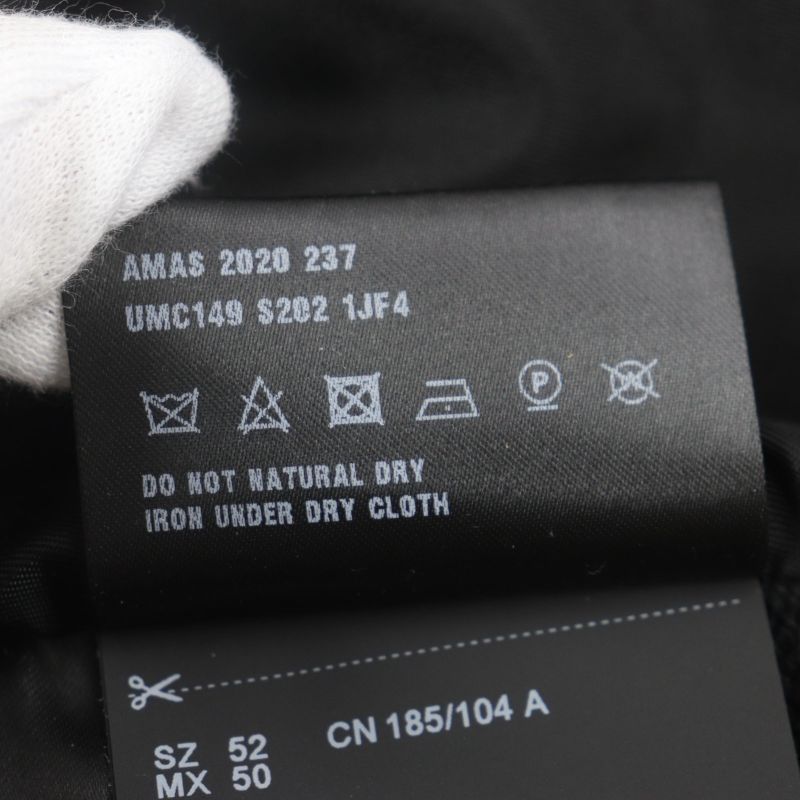 AMAS 2020 237
UMC149 S202 1JF4
P
DO NOT NATURAL DRY
IRON UNDER DRY CLOTH
SZ 52 CN 185/104 A
MX 50